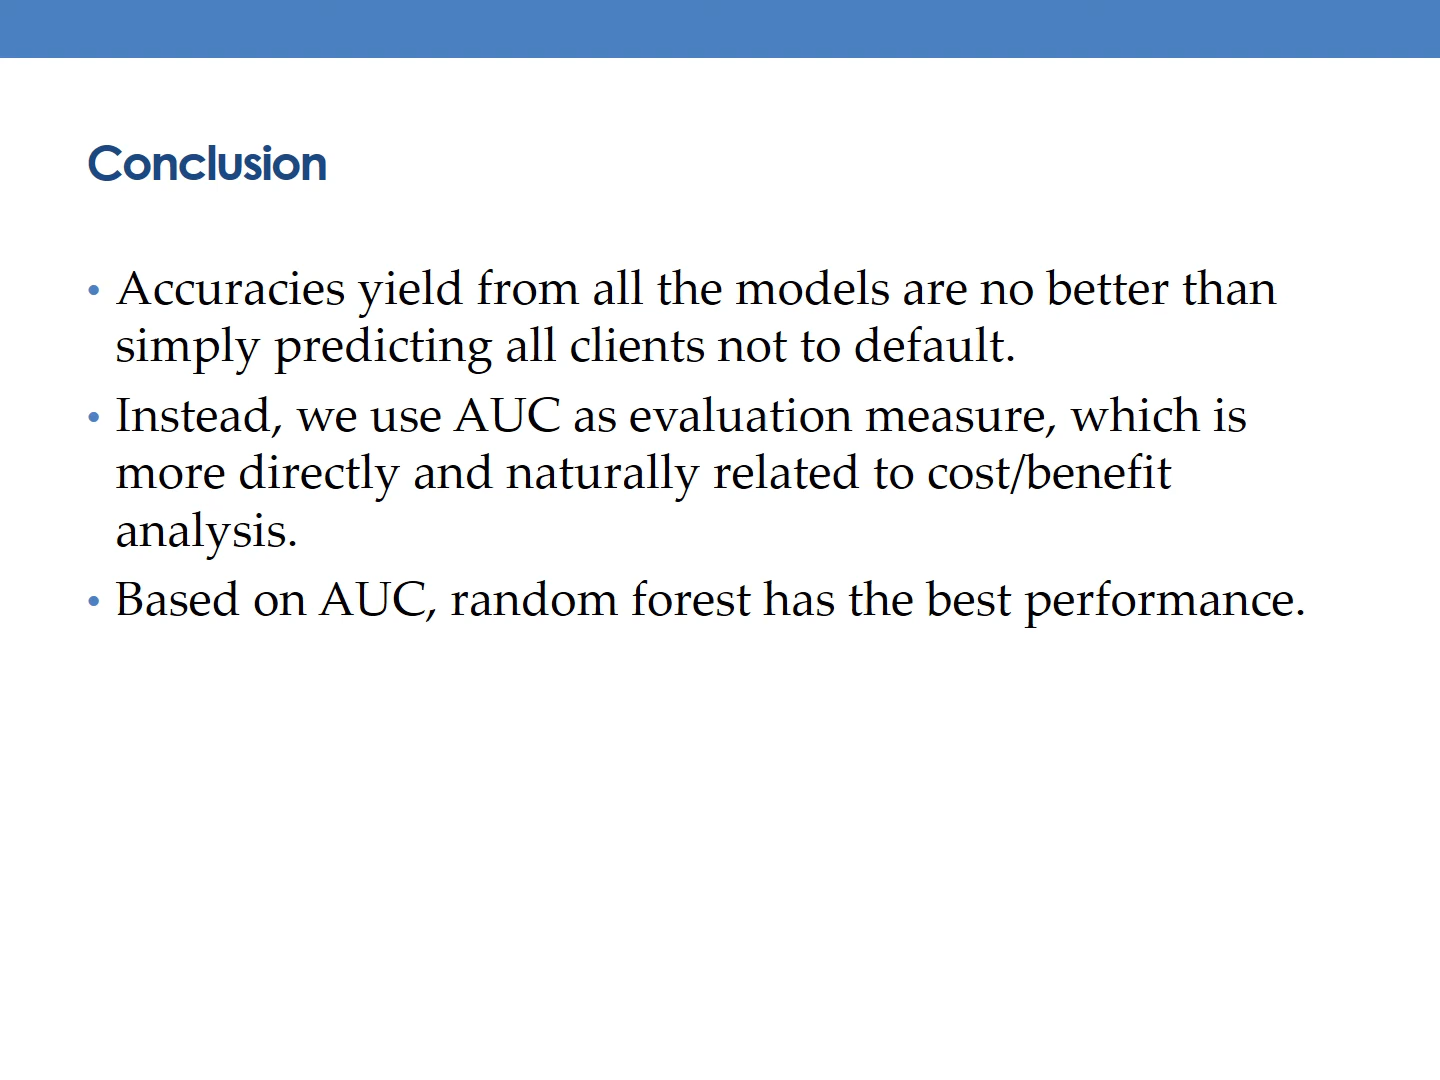 Conclusion
• Accuracies yield from all the models are no better than
simply predicting all clients not to default.
• Instead, we use AUC as evaluation measure, which is
more directly and naturally related to cost/benefit
analysis.
• Based on AUC, random forest has the best performance.